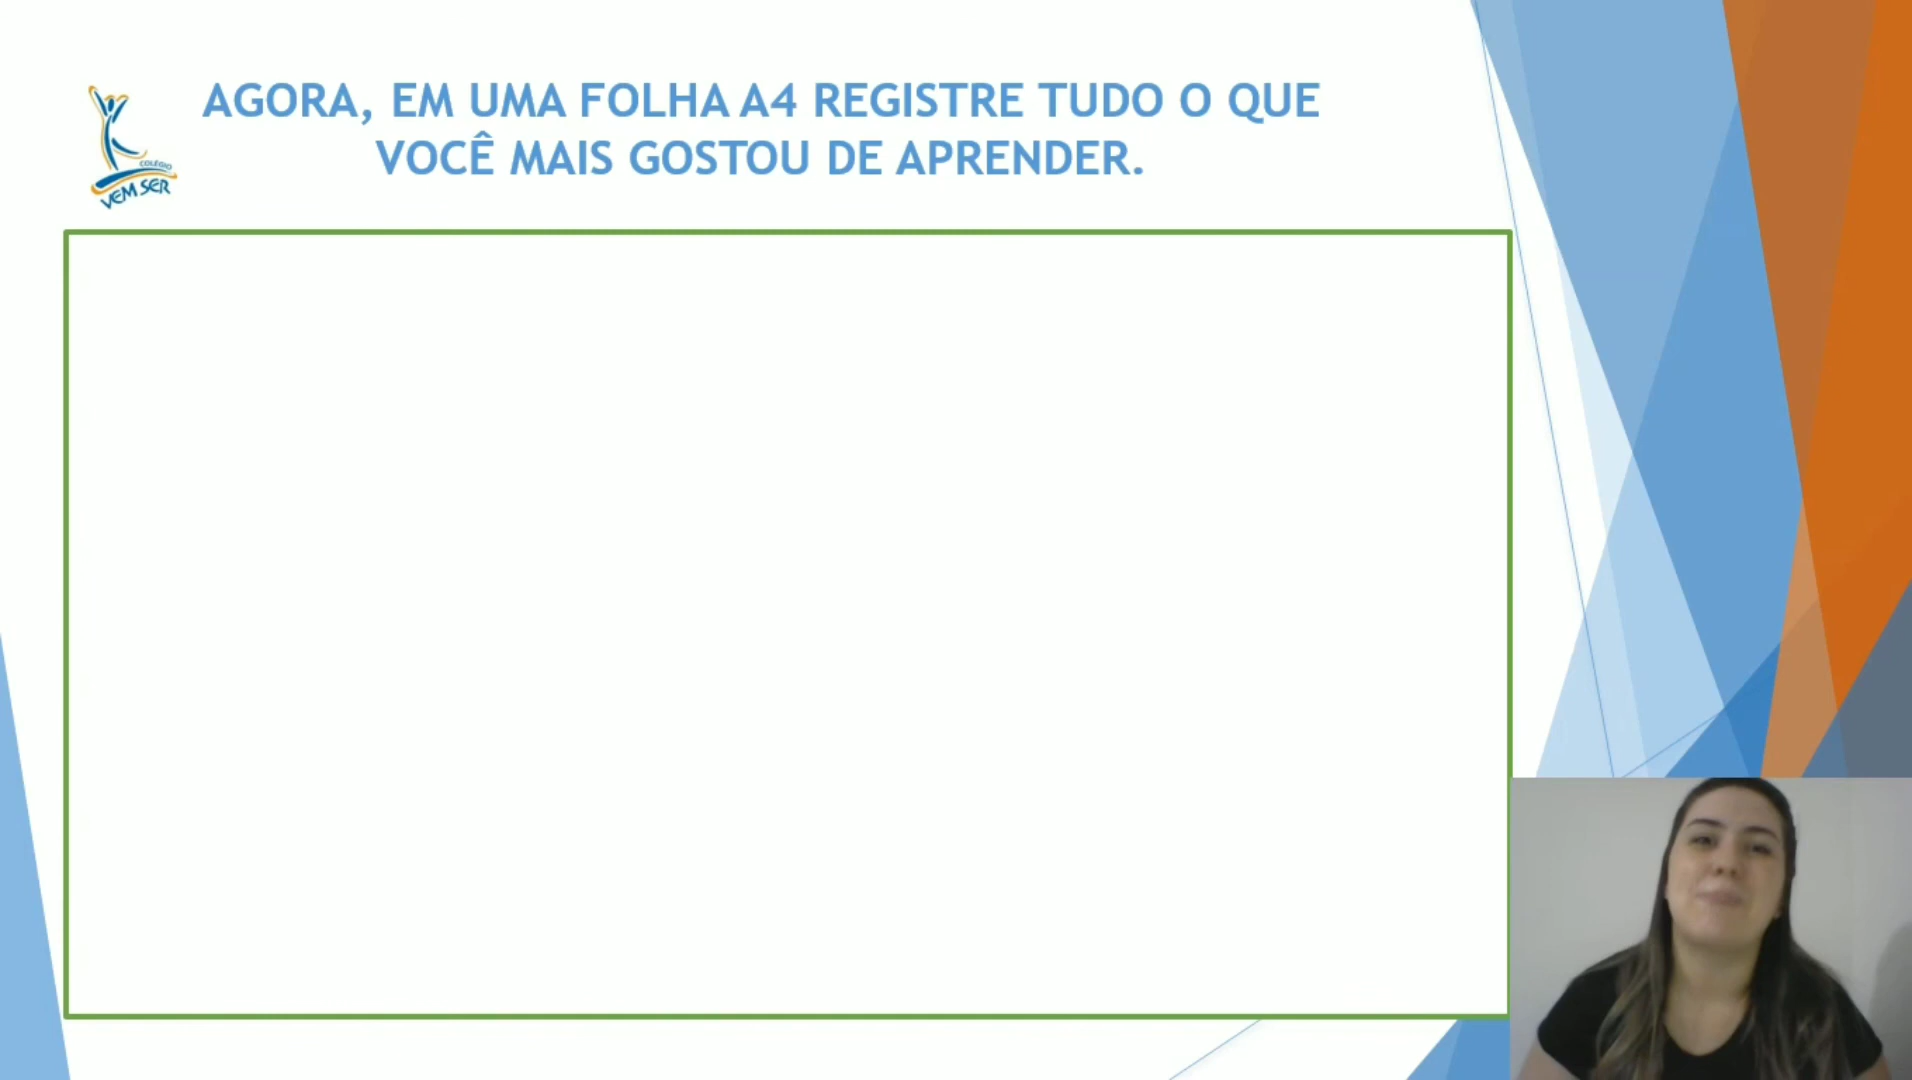 AGORA, EM UMA FOLHA A4 REGISTRE TUDO O QUE
VOCÊ MAIS GOSTOU DE APRENDER.
COLÉGIO
VEM SER